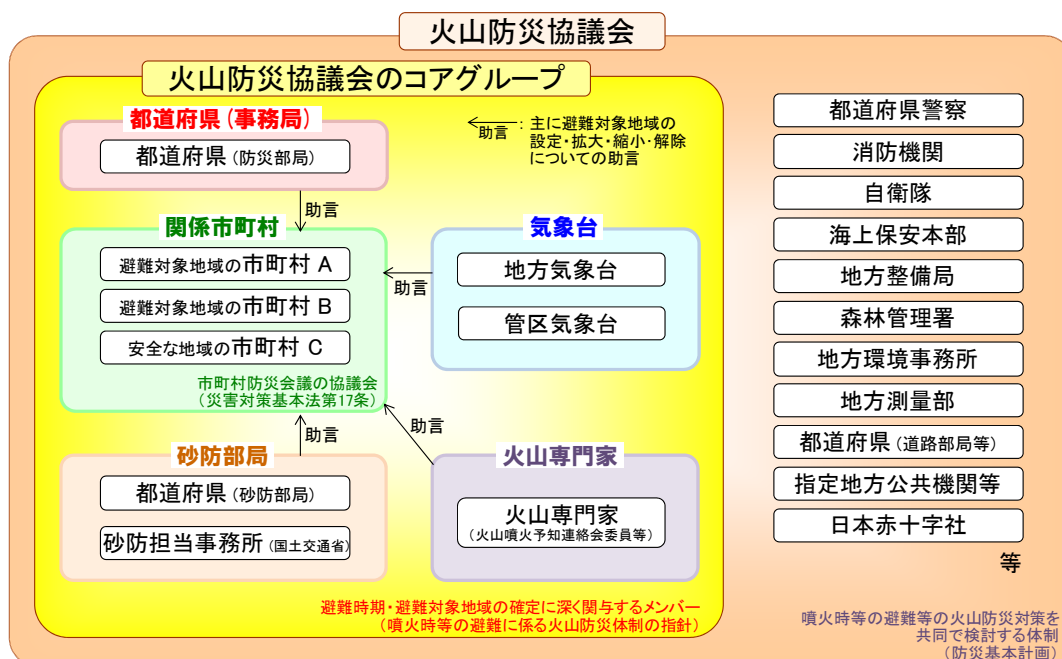 火山防災協議会
火山防災協議会のコアグループ
都道府県(事務局)
都道府県(防災部局)
助言
助言
:主に避難対象地域の
設定・拡大・縮小・解除
についての助言
関係市町村
避難対象地域の市町村 A
避難対象地域の市町村 B
安全な地域の市町村 C
市町村防災会議の協議会
(災害対策基本法第17条)
助言
気象台
地方気象台
管区気象台
助言
助言
砂防部局
都道府県(砂防部局)
砂防担当事務所(国土交通省)
火山専門家
火山専門家
(火山噴火予知連絡会委員等)
避難時期・避難対象地域の確定に深く関与するメンバー
(噴火時等の避難に係る火山防災体制の指針)
都道府県警察
消防機関
自衛隊
海上保安本部
地方整備局
森林管理署
地方環境事務所
地方測量部
都道府県(道路部局等)
指定地方公共機関等
日本赤十字社
等
噴火時等の避難等の火山防災対策を
共同で検討する体制
(防災基本計画)